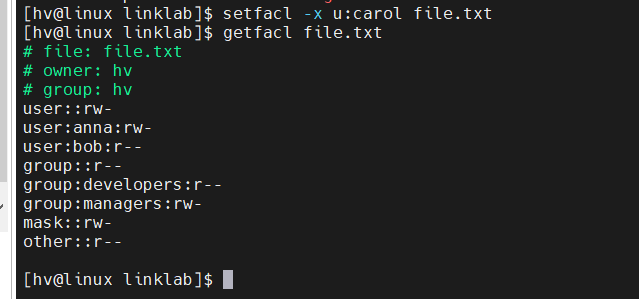 [hv@linux linklab]$ setfacl -x u:carol file.txt
[hv@linux linklab]$ getfacl file.txt
# file: file.txt
# owner: hv
# group: hv
user::rw-
user:anna:rw-
user:bob:r--
group::r--
group:developers:r--
group:managers:rw-
mask::rw-
other::r--
[hv@linux linklab]$